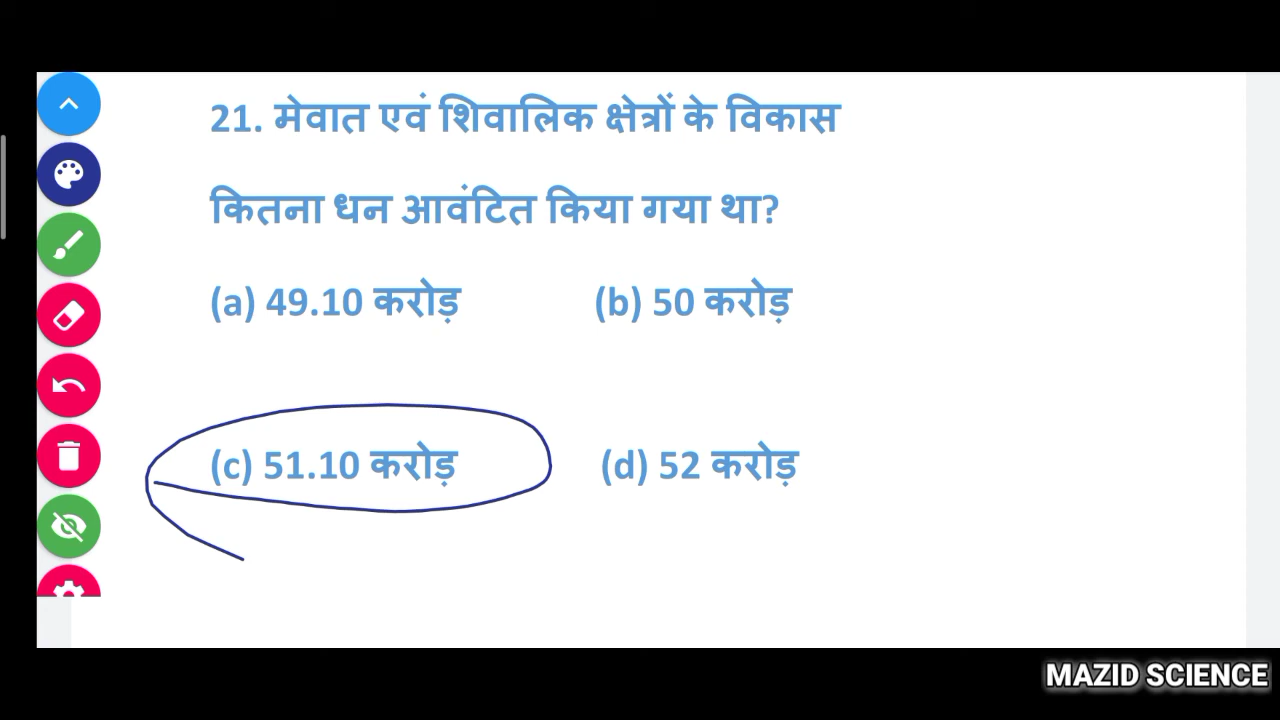 21. मेवात एवं शिवालिक क्षेत्रों के विकास
कितना धन आवंटित किया गया था?
(a) 49.10 करोड़ (b) 50 करोड़
(c) 51.10 करोड़ (d) 52 करोड़
MAZID SCIENCE